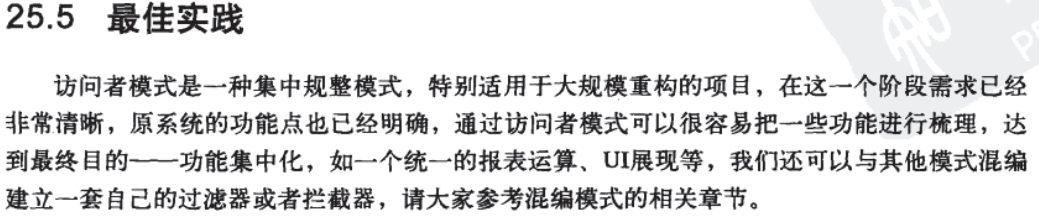 25.5 最佳实践
访问者模式是一种集中规整模式，特别适用于大规模重构的项目，在这一个阶段需求已经
非常清晰，原系统的功能点也已经明确，通过访问者模式可以很容易把一些功能进行梳理，达
到最终目的——功能集中化，如一个统一的报表运算、UI展现等，我们还可以与其他模式混编
建立一套自己的过滤器或者拦截器，请大家参考混编模式的相关章节。